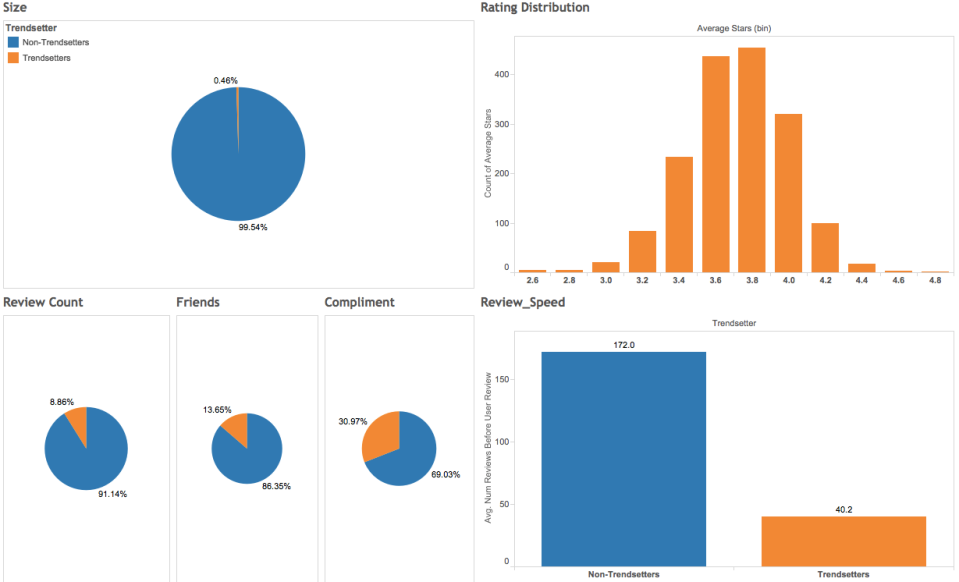 Size
Trendsetter
Non-Trendsetters
Trendsetters
0.46%
99.54%
Rating Distribution
Average Stars (bin)
Count of Average Stars
400
300
200
100
0
2.6 2.8 3.0 3.2 3.4 3.6 3.8 4.0 4.2 4.4 4.6 4.8
Review Count
8.86%
91.14%
Friends
13.65%
86.35%
Compliment
30.97%
69.03%
Review_Speed
Trendsetter
Avg. Num Reviews Before User Review
150
100
50
0
172.0
40.2
Non-Trendsetters Trendsetters